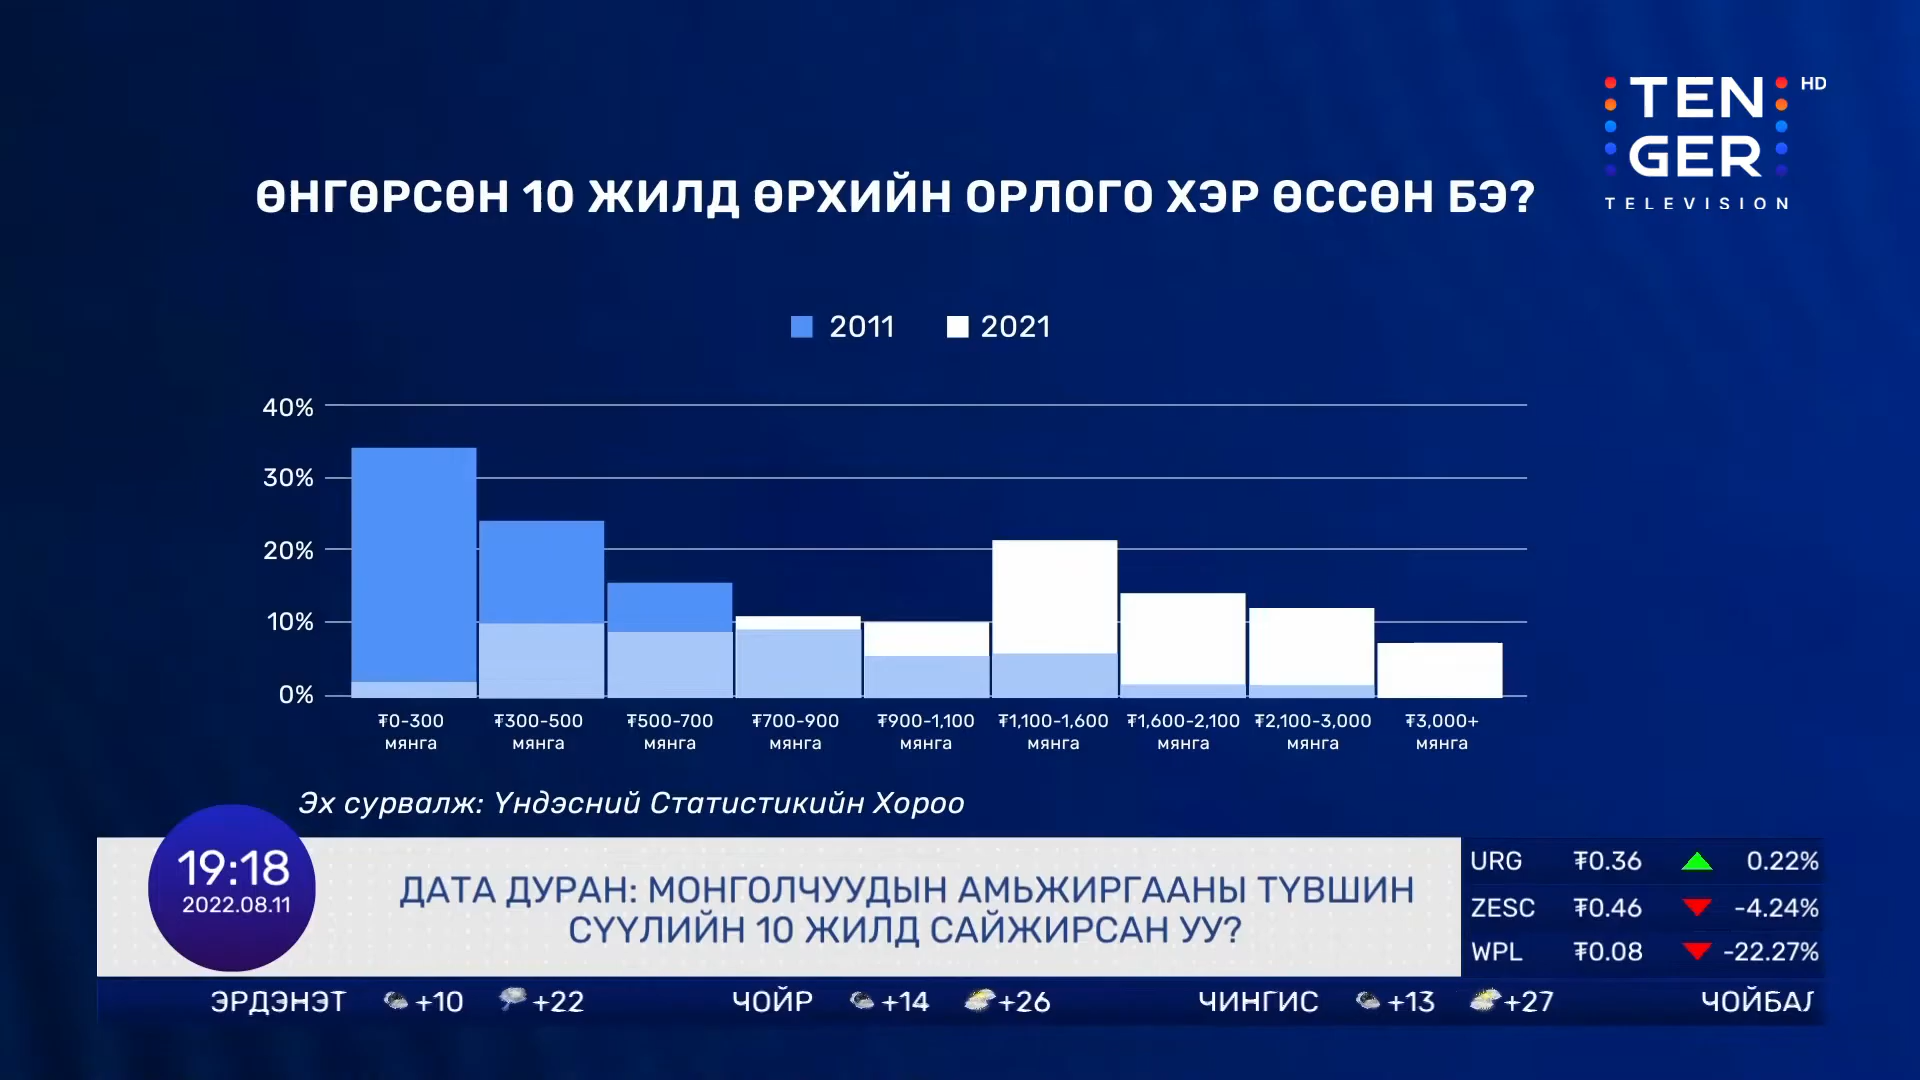 TEN
GER
HD
TELEVISION
ӨНГӨРСӨН 10 ЖИЛД ӨРХИЙН ОРЛОГО ХЭР ӨССӨН БЭ?
2011 2021
40%
30%
20%
10%
0%
₮0-300 мянга
₮300-500 мянга
₮500-700 мянга
₮700-900 мянга
₮900-1,100 мянга
₮1,100-1,600 мянга
₮1,600-2,100 мянга
₮2,100-3,000 мянга
₮3,000+ мянга
Эх сурвалж: Үндэсний Статистикийн Хороо
19:18
2022.08.11
ДАТА ДУРАН: МОНГОЛЧУУДЫН АМЬЖИРГААНЫ ТҮВШИН
СҮҮЛИЙН 10 ЖИЛД САЙЖИРСАН УУ?
URG ₮0.36 0.22%
ZESC ₮0.46 -4.24%
WPL ₮0.08 -22.27%
ЭРДЭНЭТ +10 +22 ЧОЙР +14 +26 ЧИНГИС +13 +27 ЧОЙБАЛ